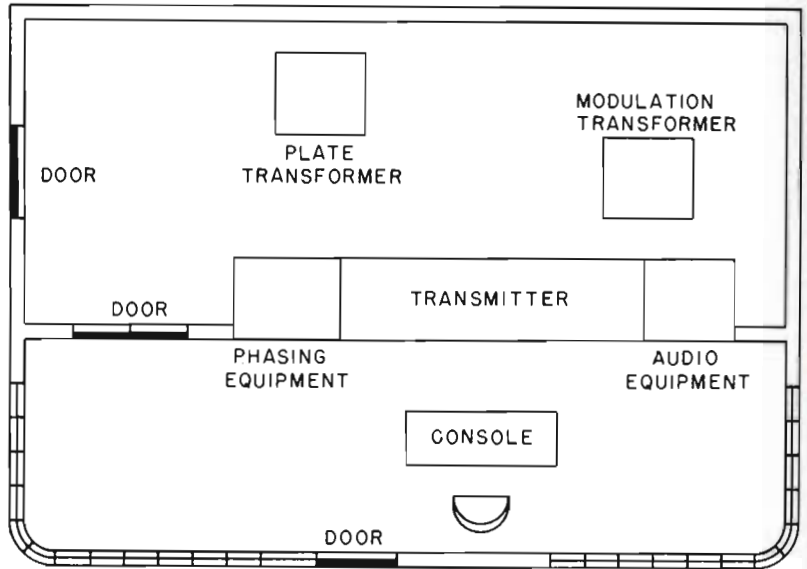 MODULATION
TRANSFORMER
PLATE
TRANSFORMER
DOOR
DOOR
TRANSMITTER
PHASING
EQUIPMENT
AUDIO
EQUIPMENT
CONSOLE
DOOR